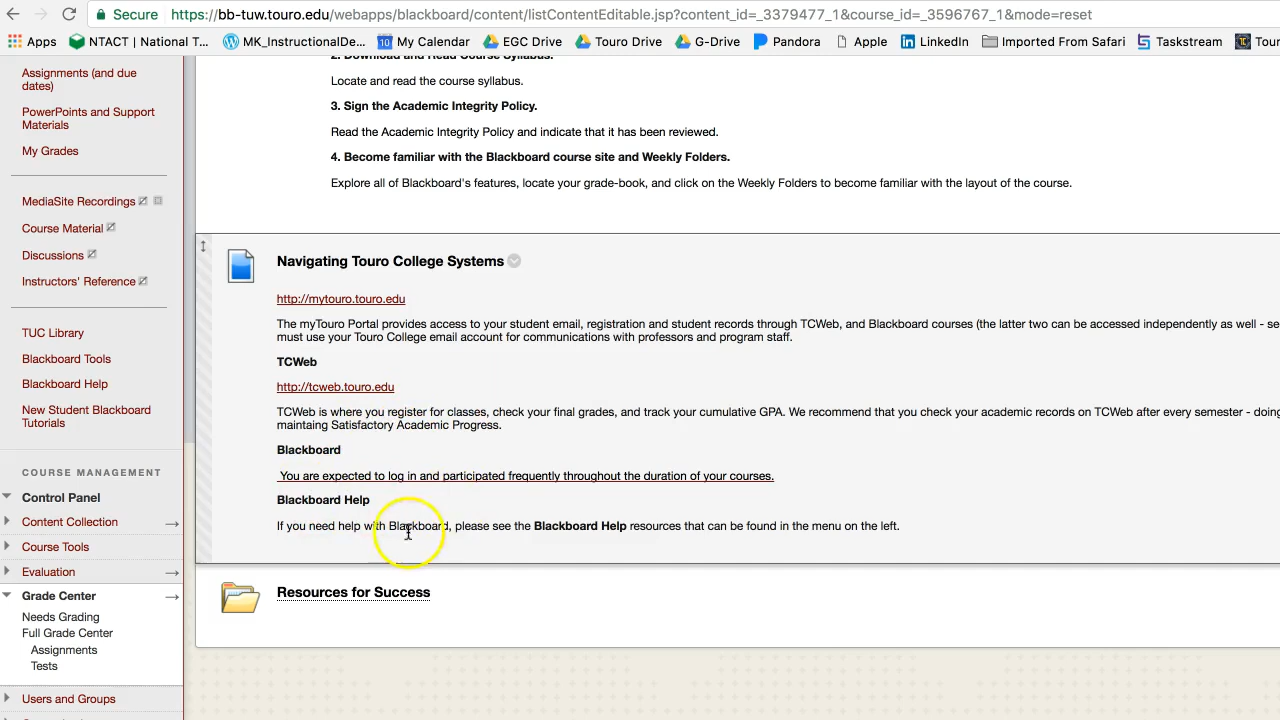 Secure https://bb-tuw.touro.edu/webapps/blackboard/content/listContentEditable.jsp?content_id=_3379477_1&course_id=_3596767_1&mode=reset
Apps NTACT | National T... MK_InstructionalDe... 10 My Calendar EGC Drive Touro Drive G-Drive Pandora Apple LinkedIn Imported From Safari Taskstream Tour
Assignments (and due
dates)
PowerPoints and Support
Materials
My Grades
MediaSite Recordings
Course Material
Discussions
Instructors' Reference
TUC Library
Blackboard Tools
Blackboard Help
New Student Blackboard
Tutorials
COURSE MANAGEMENT
Control Panel
Content Collection
Course Tools
Evaluation
Grade Center
Needs Grading
Full Grade Center
Assignments
Tests
Users and Groups
2. Download and Read Course Syllabus.
Locate and read the course syllabus.
3. Sign the Academic Integrity Policy.
Read the Academic Integrity Policy and indicate that it has been reviewed.
4. Become familiar with the Blackboard course site and Weekly Folders.
Explore all of Blackboard's features, locate your grade-book, and click on the Weekly Folders to become familiar with the layout of the course.
Navigating Touro College Systems
http://mytouro.touro.edu
The myTouro Portal provides access to your student email, registration and student records through TCWeb, and Blackboard courses (the latter two can be accessed independently as well - se
must use your Touro College email account for communications with professors and program staff.
TCWeb
http://tcweb.touro.edu
TCWeb is where you register for classes, check your final grades, and track your cumulative GPA. We recommend that you check your academic records on TCWeb after every semester - doing
maintaing Satisfactory Academic Progress.
Blackboard
You are expected to log in and participated frequently throughout the duration of your courses.
Blackboard Help
If you need help with Blackboard, please see the Blackboard Help resources that can be found in the menu on the left.
Resources for Success